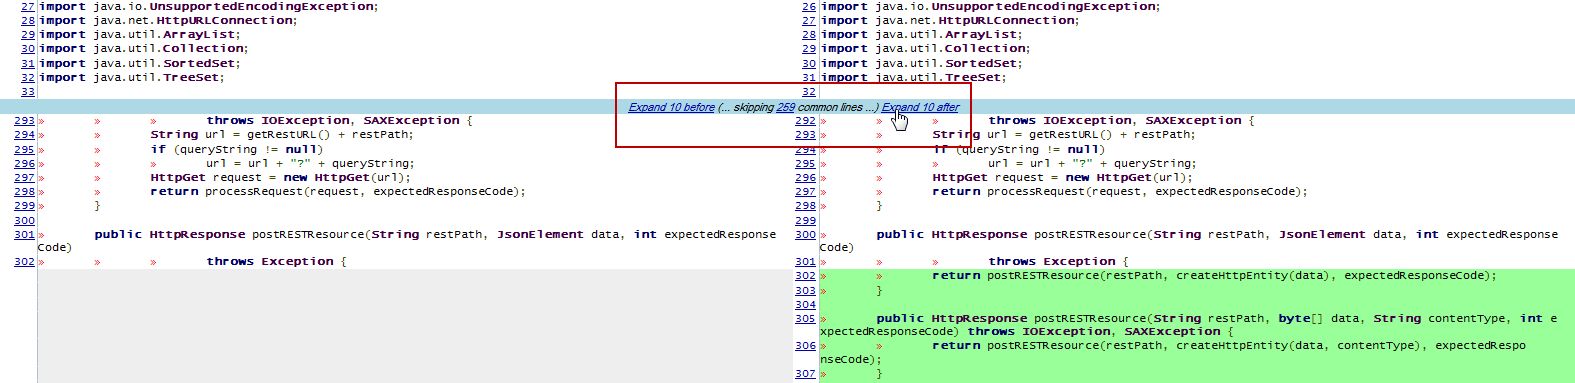 27 import java.io.UnsupportedEncodingException;
28 import java.net.HttpURLConnection;
29 import java.util.ArrayList;
30 import java.util.Collection;
31 import java.util.SortedSet;
32 import java.util.TreeSet;
33
26 import java.io.UnsupportedEncodingException;
27 import java.net.HttpURLConnection;
28 import java.util.ArrayList;
29 import java.util.Collection;
30 import java.util.SortedSet;
31 import java.util.TreeSet;
32
Expand 10 before (... skipping 259 common lines ...) Expand 10 after
293 » » » throws IOException, SAXException {
294 » » String url = getRestURL() + restPath;
295 » » if (queryString != null)
296 » » » url = url + "?" + queryString;
297 » » HttpGet request = new HttpGet(url);
298 » » return processRequest(request, expectedResponseCode);
299 » }
300
301 » public HttpResponse postRESTResource(String restPath, JsonElement data, int expectedResponse
Code)
302 » » » throws Exception {
292 » » » throws IOException, SAXException {
293 » » String url = getRestURL() + restPath;
294 » » if (queryString != null)
295 » » » url = url + "?" + queryString;
296 » » HttpGet request = new HttpGet(url);
297 » » return processRequest(request, expectedResponseCode);
298 » }
299
300 » public HttpResponse postRESTResource(String restPath, JsonElement data, int expectedResponse
Code)
301 » » » throws Exception {
302 » » return postRESTResource(restPath, createHttpEntity(data), expectedResponseCode);
303 » }
304
305 » public HttpResponse postRESTResource(String restPath, byte[] data, String contentType, int e
xpectedResponseCode) throws IOException, SAXException {
306 » » return postRESTResource(restPath, createHttpEntity(data, contentType), expectedRespo
nseCode);
307 » }